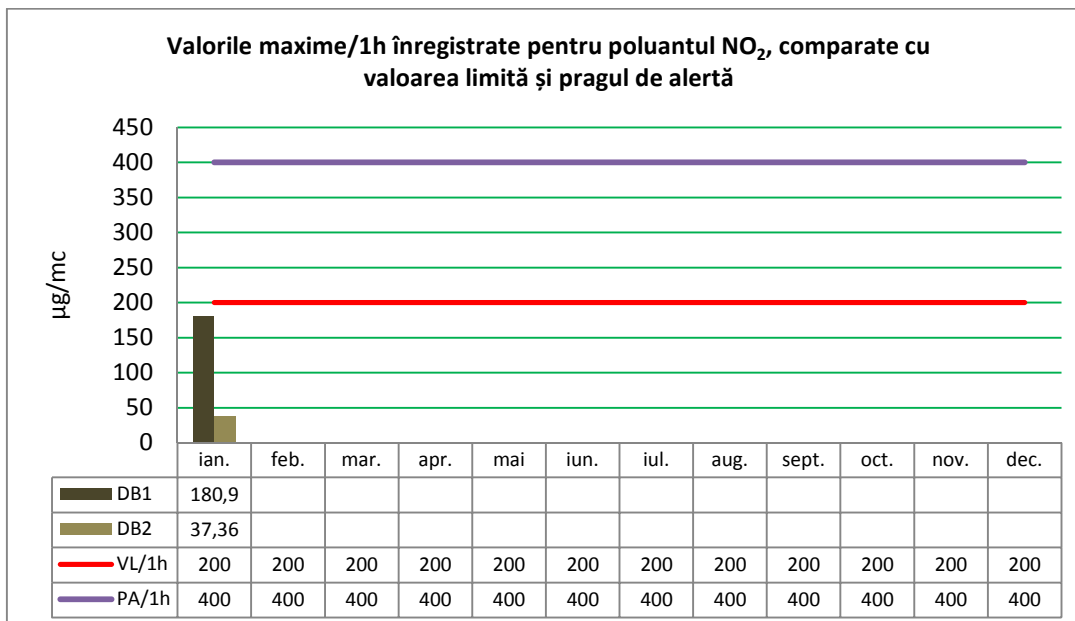 Valorile maxime/1h înregistrate pentru poluantul NO₂, comparate cu
valoarea limită și pragul de alertă
µg/mc
450
400
350
300
250
200
150
100
50
0
ian. feb. mar. apr. mai iun. iul. aug. sept. oct. nov. dec.
DB1 180,9
DB2 37,36
VL/1h 200 200 200 200 200 200 200 200 200 200 200 200
PA/1h 400 400 400 400 400 400 400 400 400 400 400 400